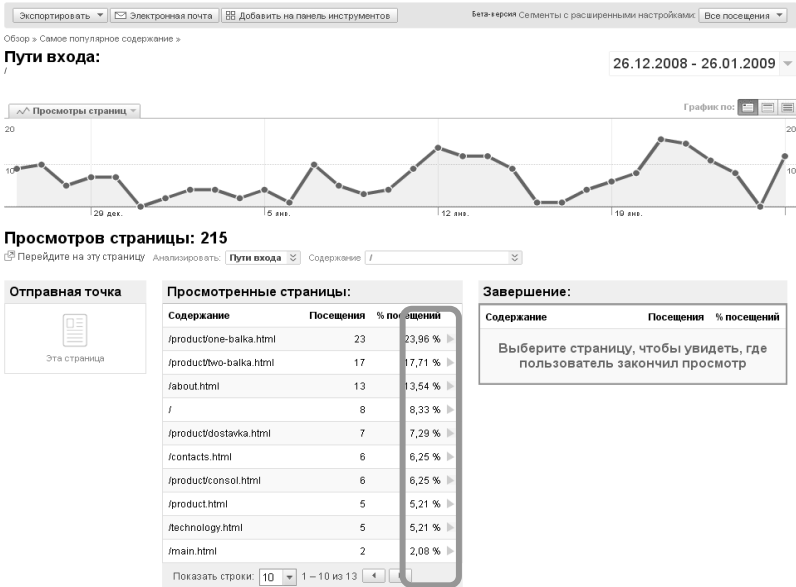 Экспортировать Электронная почта Добавить на панель инструментов Бета-версия Сегменты с расширенными настройками: Все посещения
Обзор » Самое популярное содержание »
Пути входа:
/
26.12.2008 - 26.01.2009
Просмотры страниц График по:
20 20
10 10
29 дек. 5 янв. 12 янв. 19 янв.
Просмотров страницы: 215
Перейдите на эту страницу Анализировать: Пути входа Содержание /
Отправная точка
Эта страница
Просмотренные страницы:
Содержание Посещения % посещений
/product/one-balka.html 23 23,96 %
/product/two-balka.html 17 17,71 %
/about.html 13 13,54 %
/ 8 8,33 %
/product/dostavka.html 7 7,29 %
/contacts.html 6 6,25 %
/product/consol.html 6 6,25 %
/product.html 5 5,21 %
/technology.html 5 5,21 %
/main.html 2 2,08 %
Показать строки: 10 1 – 10 из 13
Завершение:
Содержание Посещения % посещений
Выберите страницу, чтобы увидеть, где
пользователь закончил просмотр